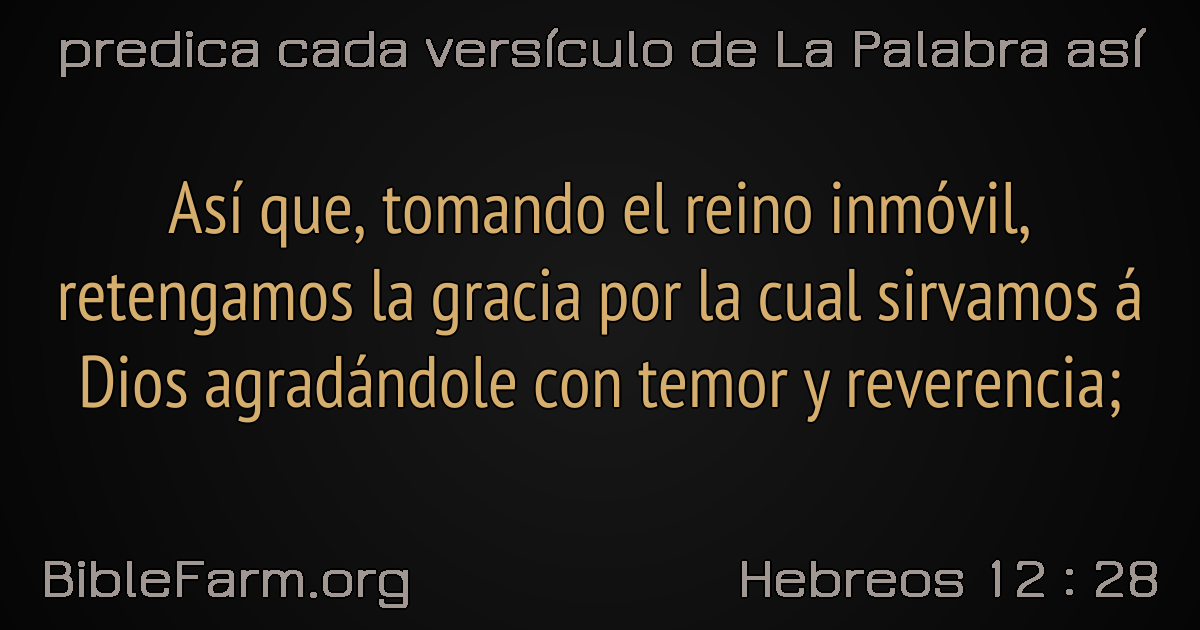 predica cada versículo de La Palabra así
Así que, tomando el reino inmóvil,
retengamos la gracia por la cual sirvamos á
Dios agradándole con temor y reverencia;
BibleFarm.org
Hebreos 12 : 28